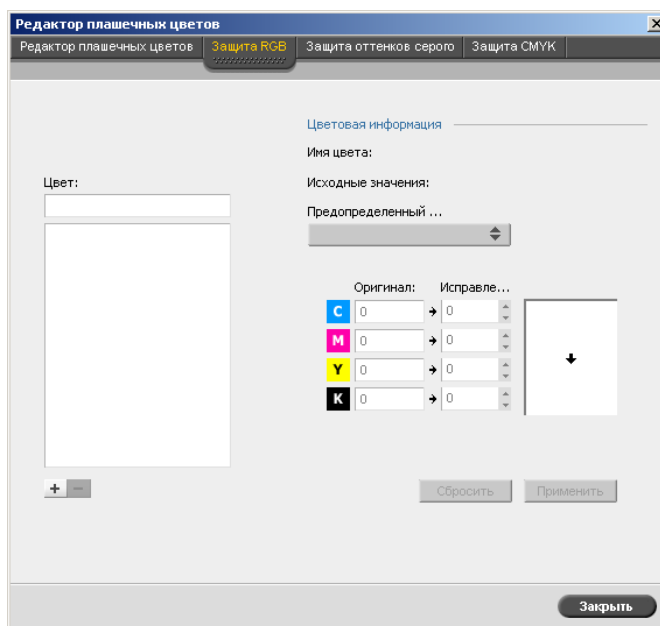 Редактор плашечных цветов
Редактор плашечных цветов Защита RGB Защита оттенков серого Защита CMYK
Цветовая информация
Имя цвета:
Цвет:
Исходные значения:
Предопределенный ...
Оригинал: Исправле...
C 0 0
M 0 0
Y 0 0
K 0 0
+ −
Сбросить Применить
Закрыть